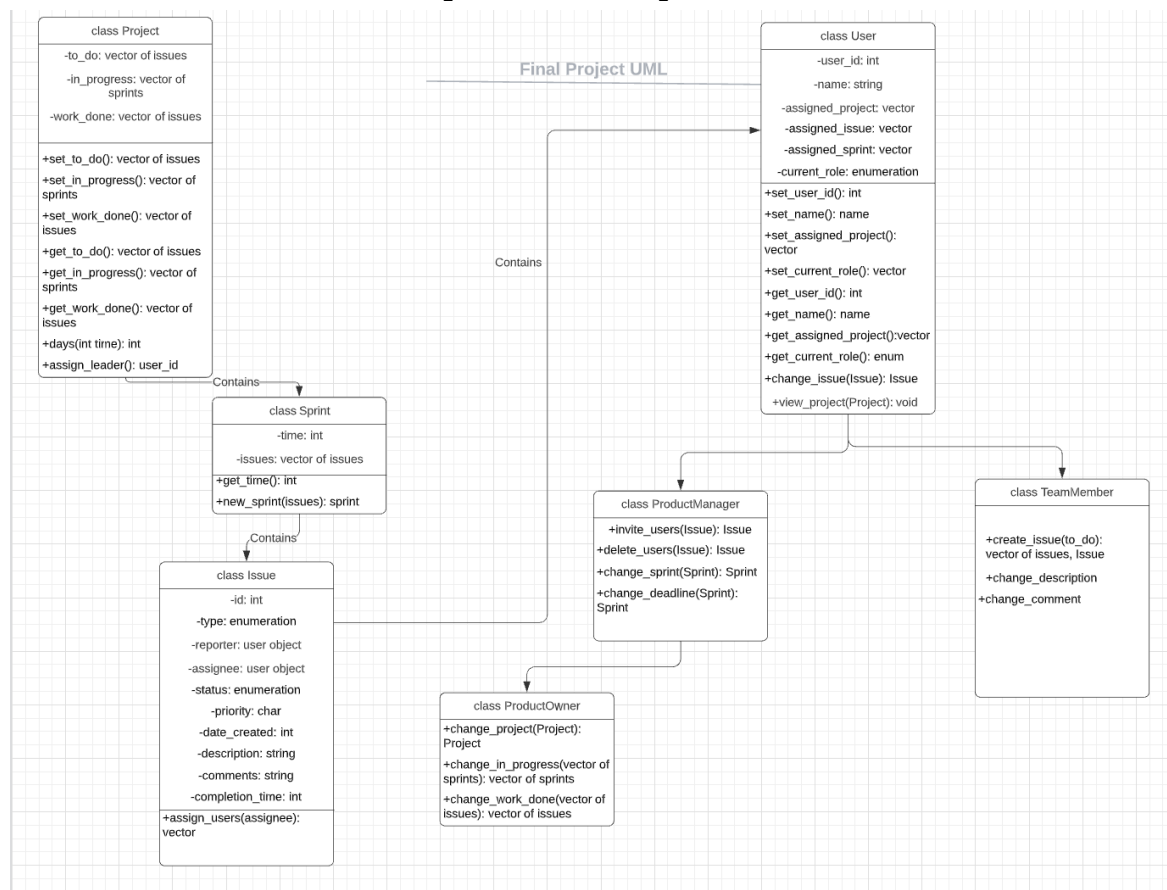 class Project
-to_do: vector of issues
-in_progress: vector of
sprints
-work_done: vector of issues
+set_to_do(): vector of issues
+set_in_progress(): vector of
sprints
+set_work_done(): vector of
issues
+get_to_do(): vector of issues
+get_in_progress(): vector of
sprints
+get_work_done(): vector of
issues
+days(int time): int
+assign_leader(): user_id
Final Project UML
class User
-user_id: int
-name: string
-assigned_project: vector
-assigned_issue: vector
-assigned_sprint: vector
-current_role: enumeration
+set_user_id(): int
+set_name(): name
+set_assigned_project():
vector
+set_current_role(): vector
+get_user_id(): int
+get_name(): name
+get_assigned_project():vector
+get_current_role(): enum
+change_issue(Issue): Issue
+view_project(Project): void
Contains
Contains
class Sprint
-time: int
-issues: vector of issues
+get_time(): int
+new_sprint(issues): sprint
Contains
class Issue
-id: int
-type: enumeration
-reporter: user object
-assignee: user object
-status: enumeration
-priority: char
-date_created: int
-description: string
-comments: string
-completion_time: int
+assign_users(assignee):
vector
class ProductManager
+invite_users(Issue): Issue
+delete_users(Issue): Issue
+change_sprint(Sprint): Sprint
+change_deadline(Sprint):
Sprint
class TeamMember
+create_issue(to_do):
vector of issues, Issue
+change_description
+change_comment
class ProductOwner
+change_project(Project):
Project
+change_in_progress(vector of
sprints): vector of sprints
+change_work_done(vector of
issues): vector of issues